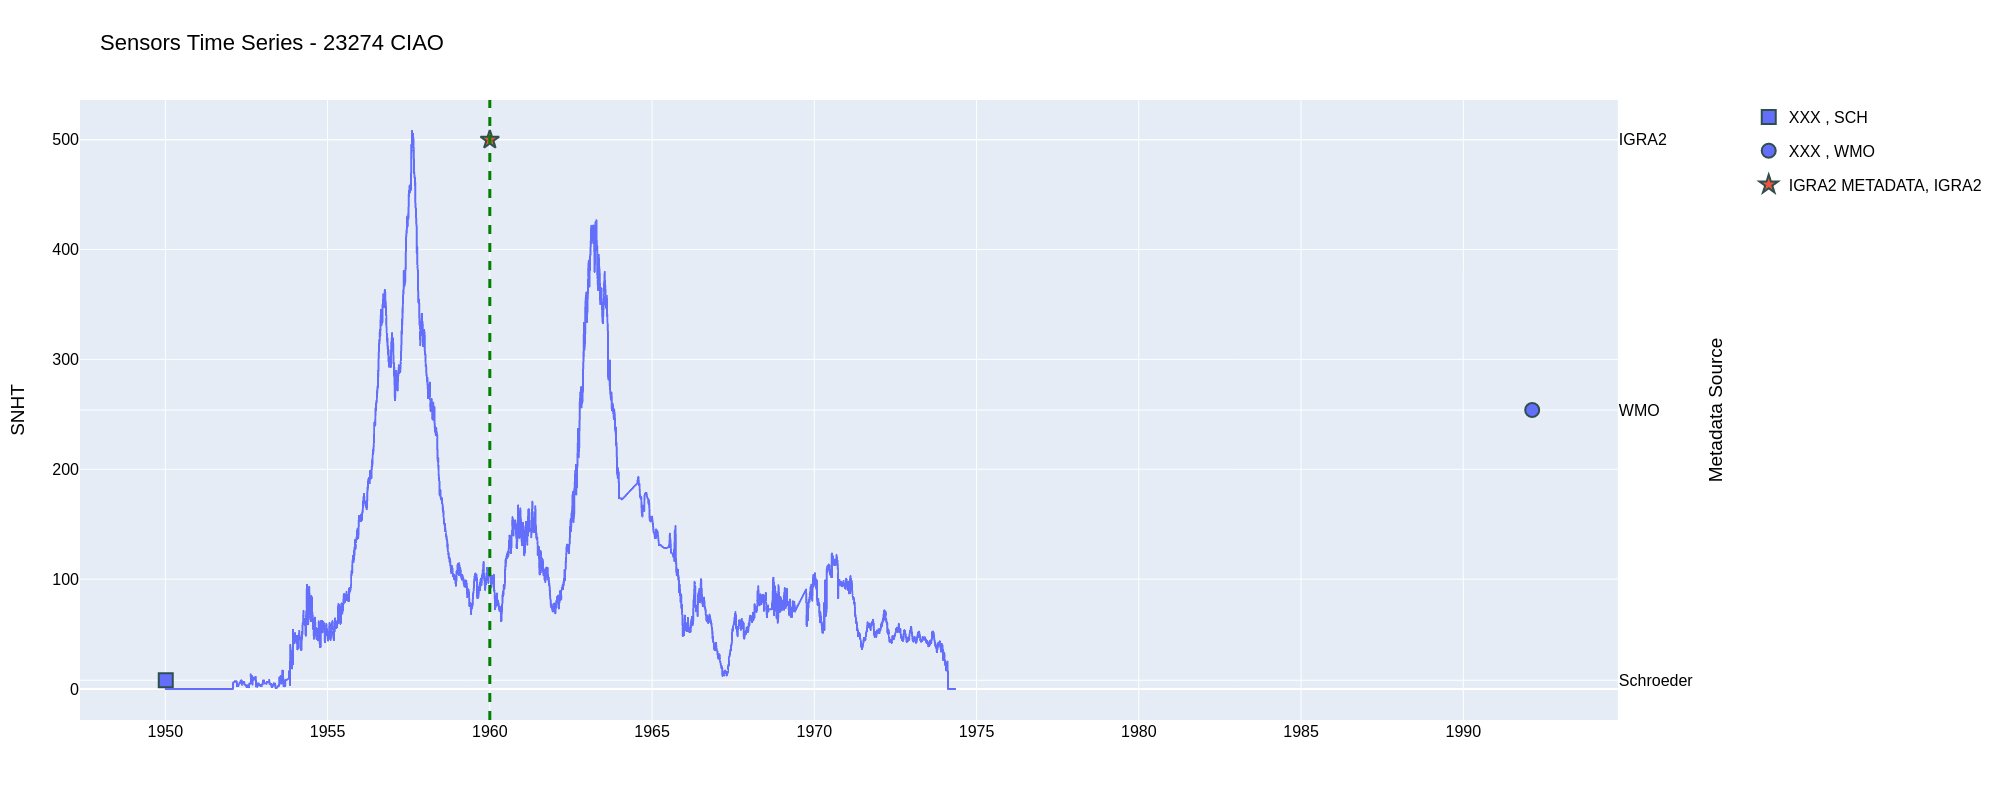 Sensors Time Series - 23274 CIAO
SNHT
500
400
300
200
100
0
1950
1955
1960
1965
1970
1975
1980
1985
1990
IGRA2
WMO
Schroeder
Metadata Source
XXX , SCH
XXX , WMO
IGRA2 METADATA, IGRA2